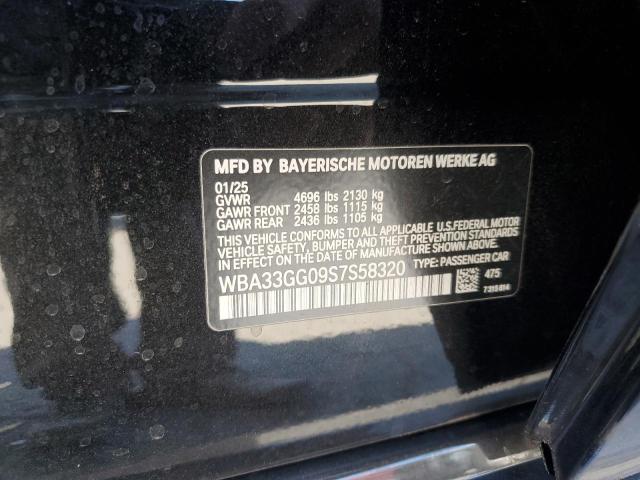 MFD BY BAYERISCHE MOTOREN WERKE AG
01/25
GVWR 4696 lbs 2130 kg
GAWR FRONT 2458 lbs 1115 kg
GAWR REAR 2436 lbs 1105 kg
THIS VEHICLE CONFORMS TO ALL APPLICABLE U.S.FEDERAL MOTOR
VEHICLE SAFETY, BUMPER, AND THEFT PREVENTION STANDARDS
IN EFFECT ON THE DATE OF MANUFACTURE SHOWN ABOVE.
WBA33GG09S7S58320 TYPE: PASSENGER CAR
475
7315614